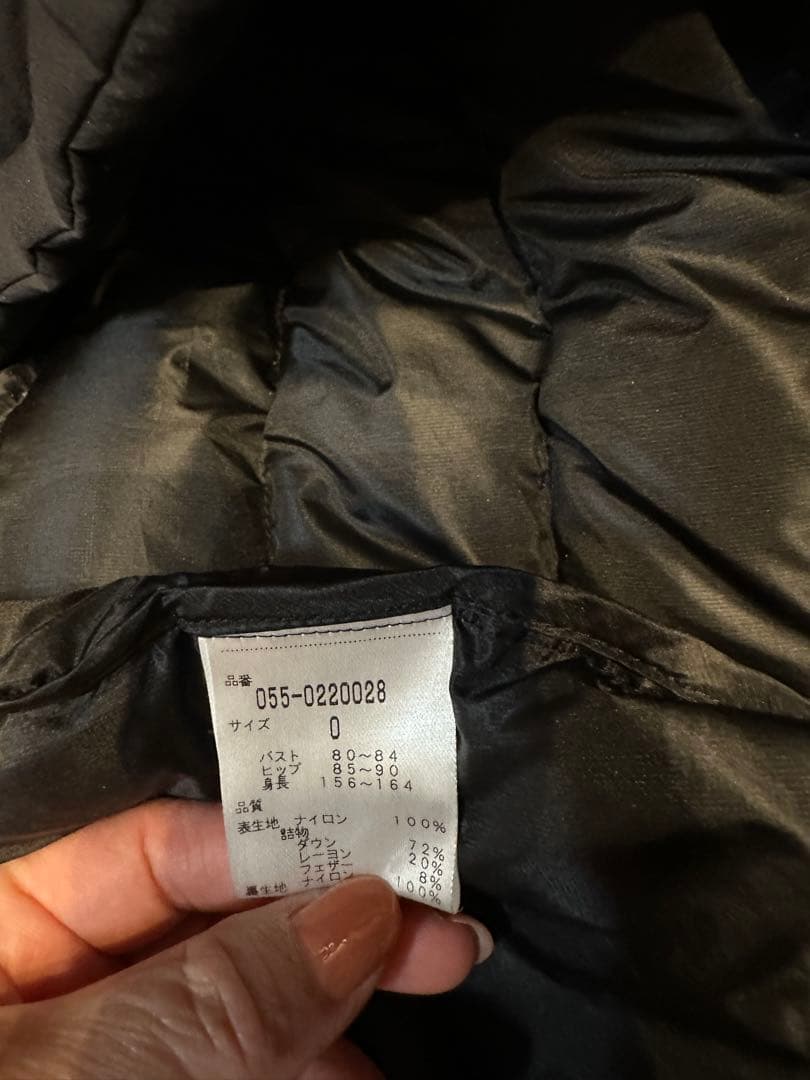 品番
055-0220028
サイズ 0
バスト 80〜84
ヒップ 85〜90
身長 156〜164
品質
表生地 ナイロン 100%
詰物
ダウン 72%
レーヨン 20%
フェザー 8%
裏生地 ナイロン 100%